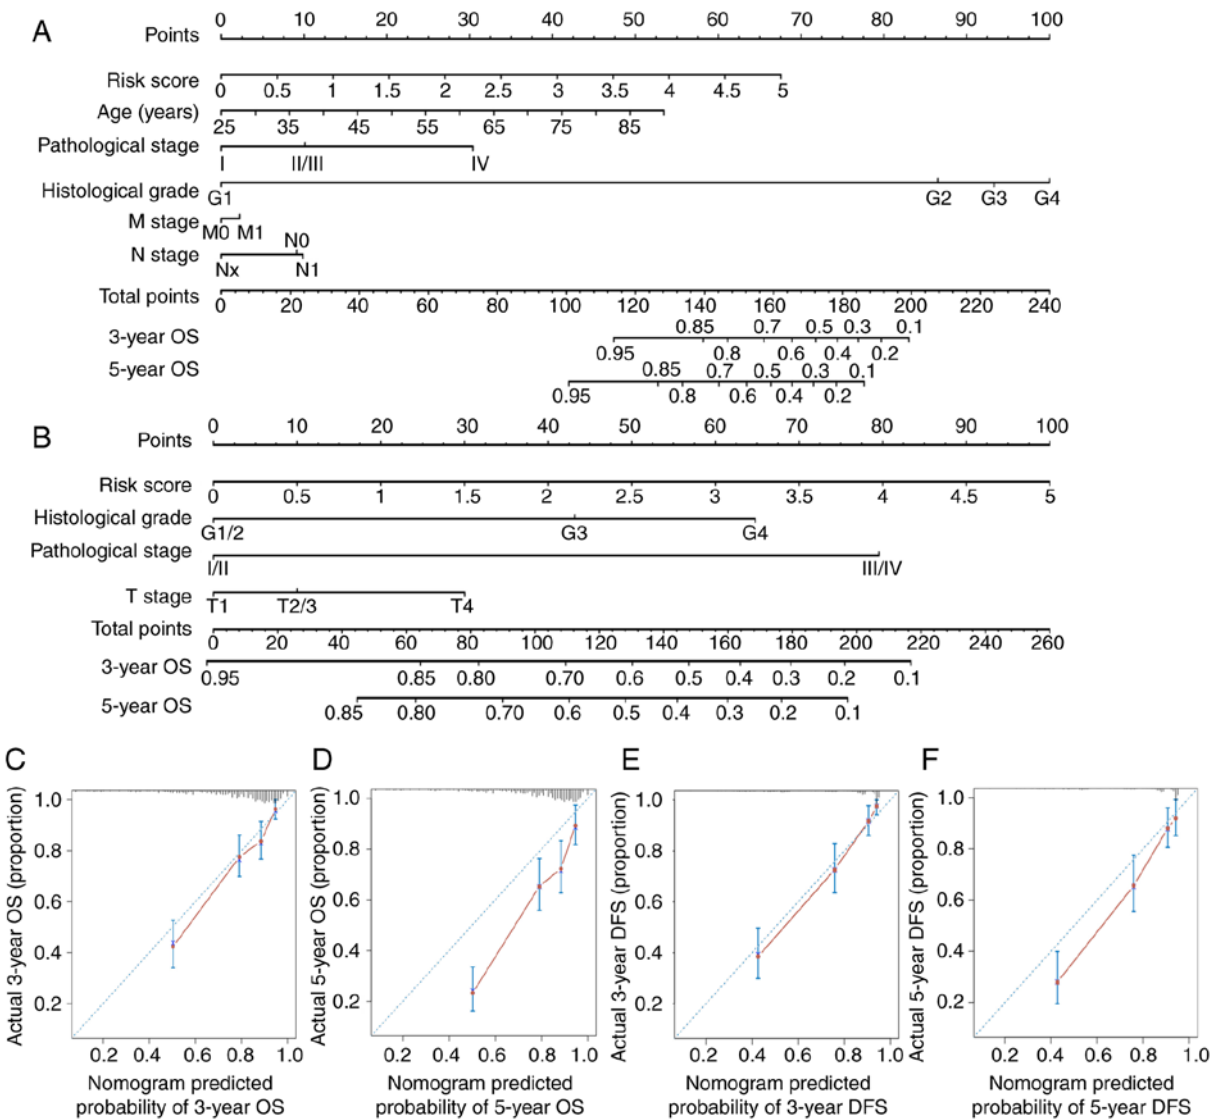 A
Points 0 10 20 30 40 50 60 70 80 90 100
Risk score 0 0.5 1 1.5 2 2.5 3 3.5 4 4.5 5
Age (years) 25 35 45 55 65 75 85
Pathological stage I II/III IV
Histological grade G1 G2 G3 G4
M stage M0 M1
N0
N stage Nx N1
Total points 0 20 40 60 80 100 120 140 160 180 200 220 240
0.85 0.7 0.5 0.3 0.1
3-year OS
0.95 0.8 0.6 0.4 0.2
5-year OS 0.85 0.7 0.5 0.3 0.1
0.95 0.8 0.6 0.4 0.2
B
Points 0 10 20 30 40 50 60 70 80 90 100
Risk score 0 0.5 1 1.5 2 2.5 3 3.5 4 4.5 5
Histological grade G1/2 G3 G4
Pathological stage I/II III/IV
T stage T1 T2/3 T4
Total points 0 20 40 60 80 100 120 140 160 180 200 220 240 260
3-year OS 0.95 0.85 0.80 0.70 0.6 0.5 0.4 0.3 0.2 0.1
5-year OS 0.85 0.80 0.70 0.6 0.5 0.4 0.3 0.2 0.1
C
Actual 3-year OS (proportion)
1.0
0.8
0.6
0.4
0.2
0.2 0.4 0.6 0.8 1.0
Nomogram predicted
probability of 3-year OS
D
Actual 5-year OS (proportion)
1.0
0.8
0.6
0.4
0.2
0.2 0.4 0.6 0.8 1.0
Nomogram predicted
probability of 5-year OS
E
Actual 3-year DFS (proportion)
1.0
0.8
0.6
0.4
0.2
0.2 0.4 0.6 0.8 1.0
Nomogram predicted
probability of 3-year DFS
F
Actual 5-year DFS (proportion)
1.0
0.8
0.6
0.4
0.2
0.2 0.4 0.6 0.8 1.0
Nomogram predicted
probability of 5-year DFS